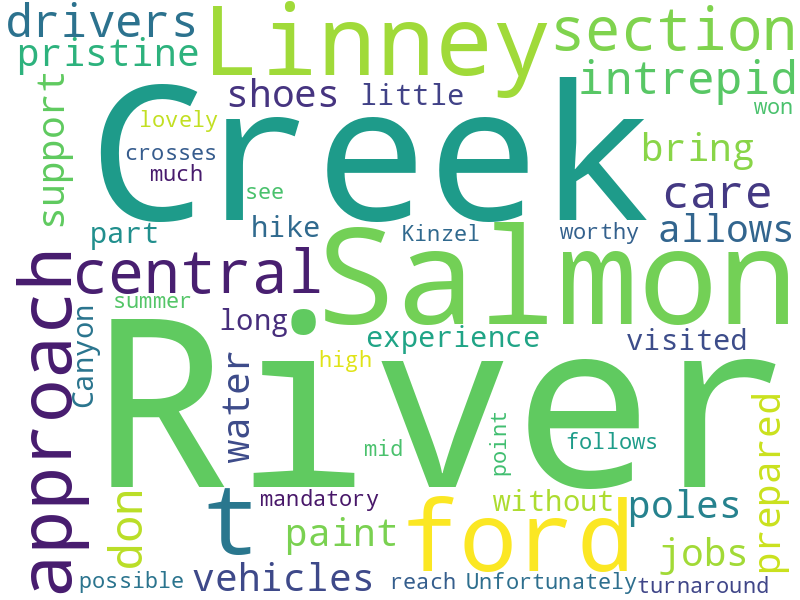 drivers
Linney
section
pristine
intrepid
shoes
little
won
support
Creek
lovely
crosses
bring
much
see
care
part
hike
Kinzel
worthy
allows
central
Salmon
approach
summer
Canyon
long
experience
visited
River
high
water
mid
point
follows
prepared
don
t
mandatory
ford
without
poles
paint
jobs
possible
vehicles
reach
Unfortunately
turnaround